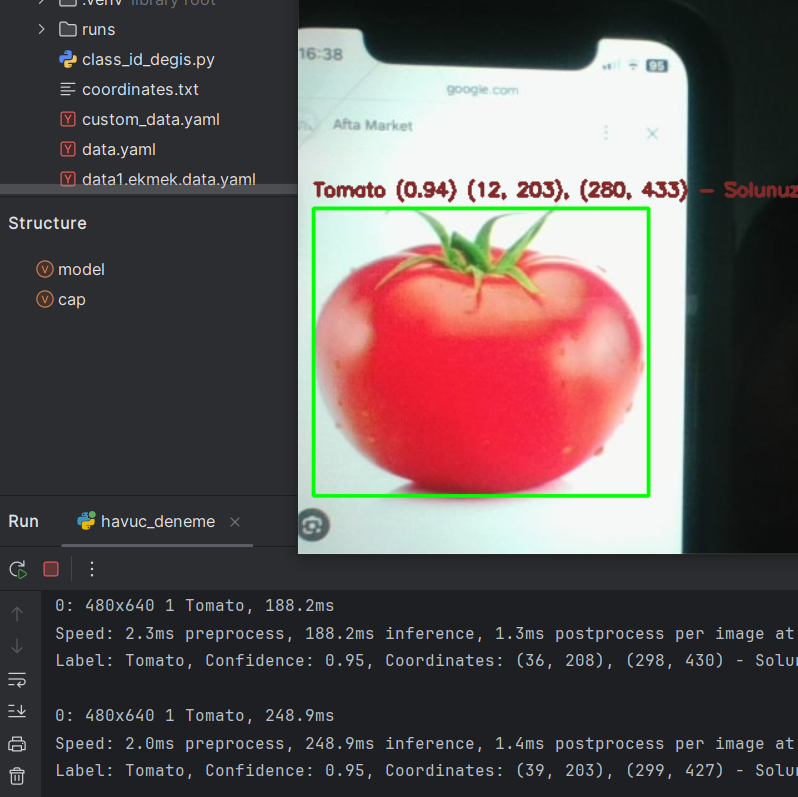 .venv library root
runs
class_id_degis.py
coordinates.txt
custom_data.yaml
data.yaml
data1.ekmek.data.yaml
Structure
model
cap
16:38
95
google.com
Afta Market
Tomato (0.94) (12, 203), (280, 433) - Solunuz
Run
havuc_deneme
0: 480x640 1 Tomato, 188.2ms
Speed: 2.3ms preprocess, 188.2ms inference, 1.3ms postprocess per image at
Label: Tomato, Confidence: 0.95, Coordinates: (36, 208), (298, 430) - Solun
0: 480x640 1 Tomato, 248.9ms
Speed: 2.0ms preprocess, 248.9ms inference, 1.4ms postprocess per image at
Label: Tomato, Confidence: 0.95, Coordinates: (39, 203), (299, 427) - Solun